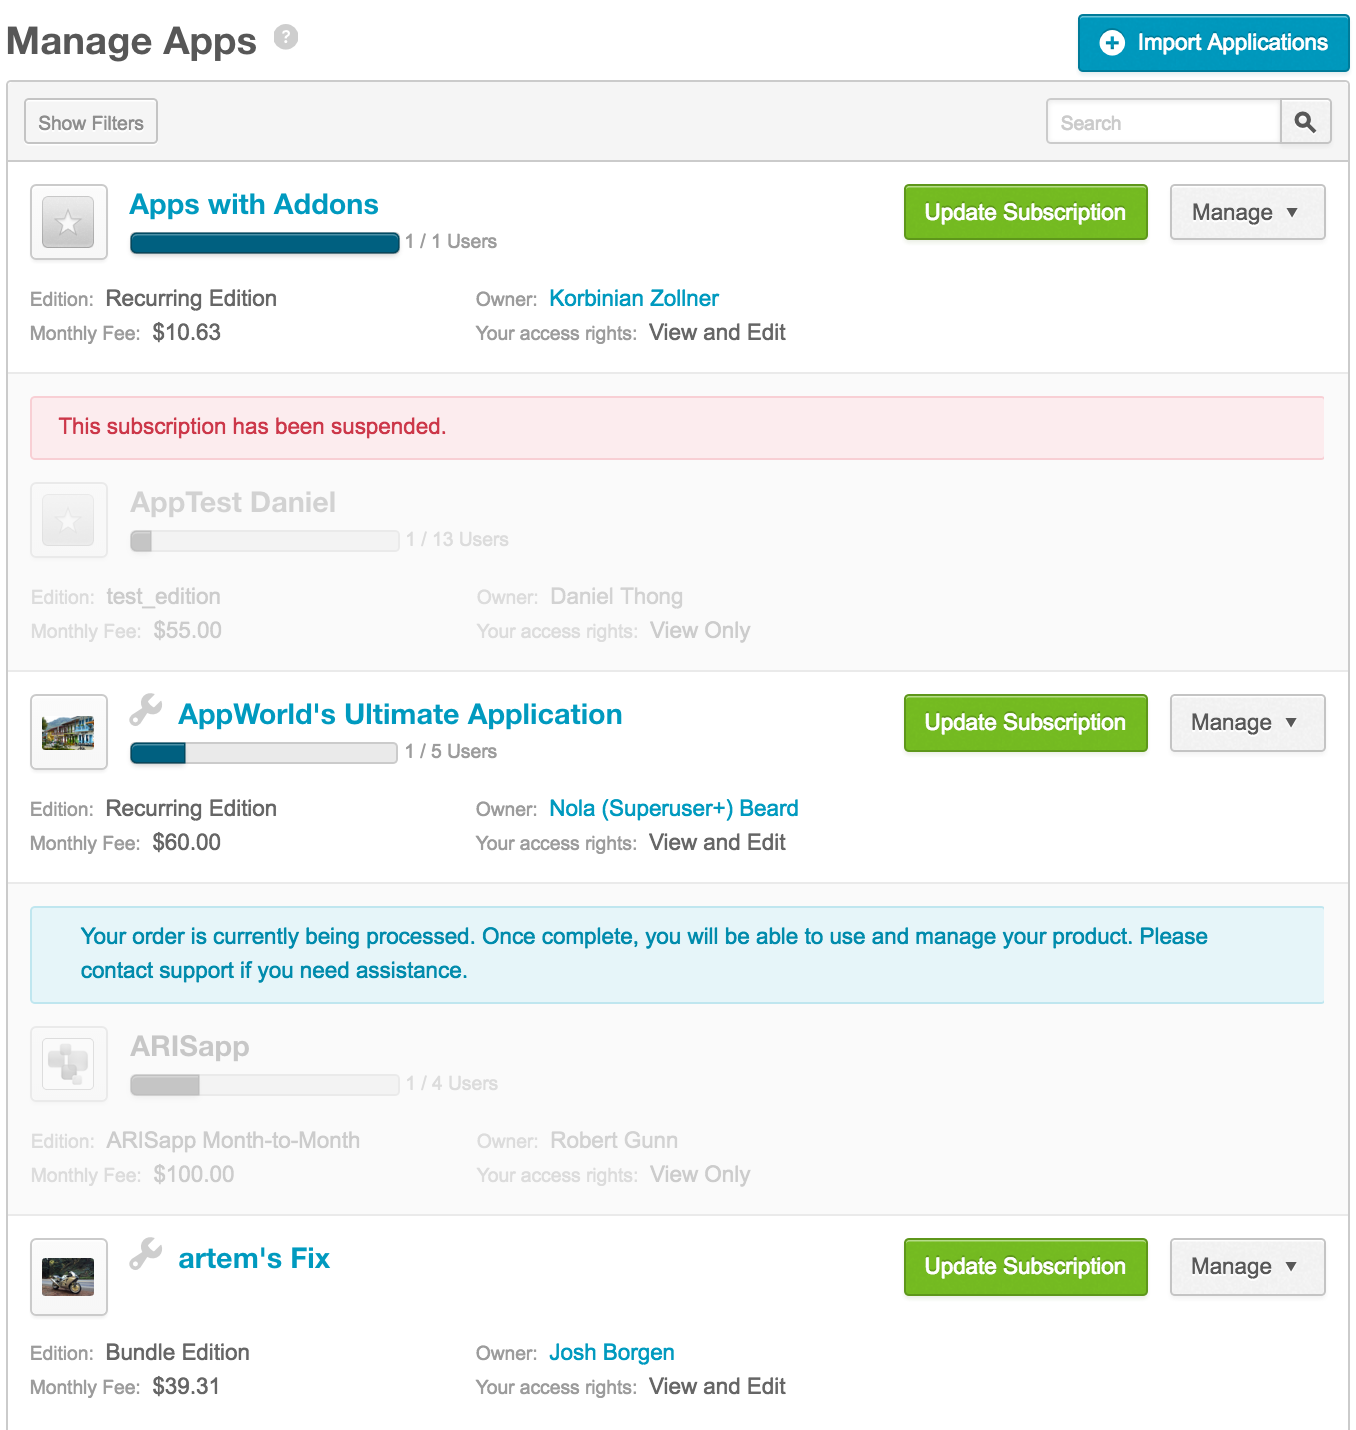 Manage Apps ?
Import Applications
Show Filters
Search
Apps with Addons
Update Subscription
Manage ▼
1 / 1 Users
Edition: Recurring Edition
Owner: Korbinian Zollner
Monthly Fee: $10.63
Your access rights: View and Edit
This subscription has been suspended.
AppTest Daniel
1 / 13 Users
Edition: test_edition
Owner: Daniel Thong
Monthly Fee: $55.00
Your access rights: View Only
AppWorld's Ultimate Application
Update Subscription
Manage ▼
1 / 5 Users
Edition: Recurring Edition
Owner: Nola (Superuser+) Beard
Monthly Fee: $60.00
Your access rights: View and Edit
Your order is currently being processed. Once complete, you will be able to use and manage your product. Please
contact support if you need assistance.
ARISapp
1 / 4 Users
Edition: ARISapp Month-to-Month
Owner: Robert Gunn
Monthly Fee: $100.00
Your access rights: View Only
artem's Fix
Update Subscription
Manage ▼
Edition: Bundle Edition
Owner: Josh Borgen
Monthly Fee: $39.31
Your access rights: View and Edit